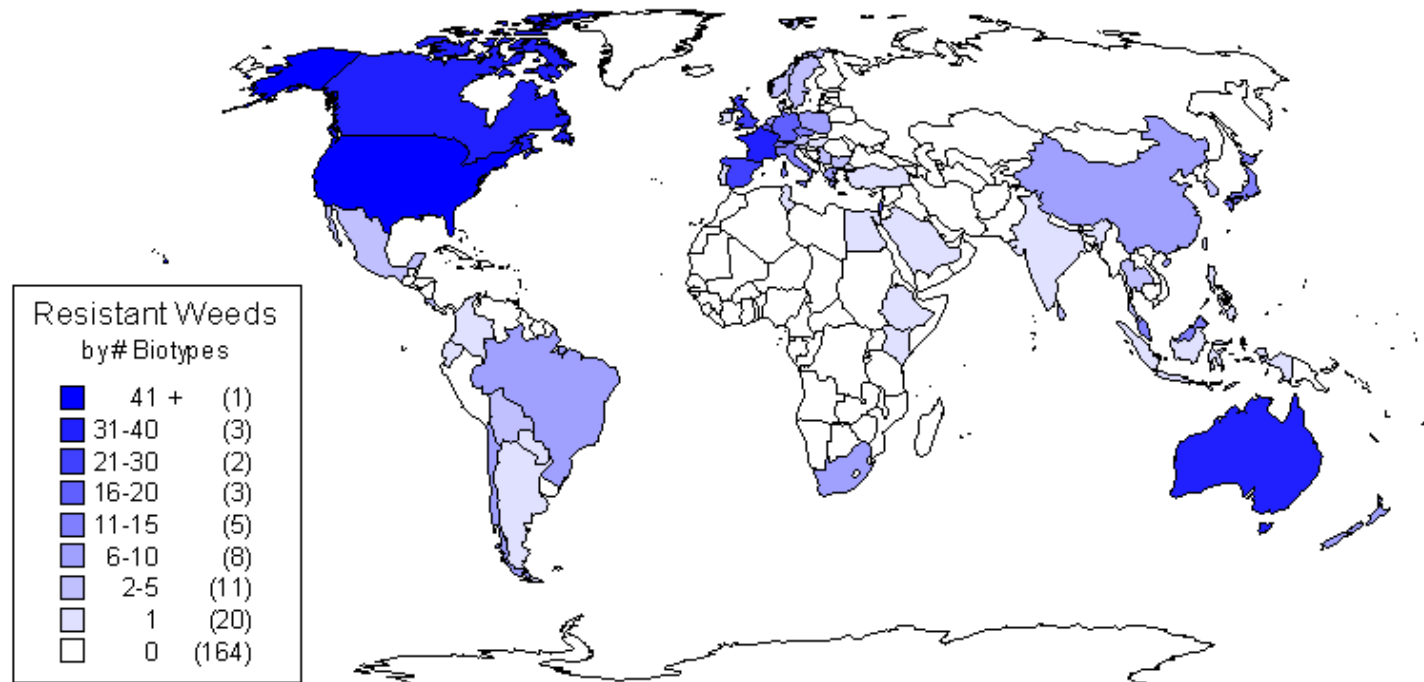 Resistant Weeds
by # Biotypes
41 + (1)
31-40 (3)
21-30 (2)
16-20 (3)
11-15 (5)
6-10 (8)
2-5 (11)
1 (20)
0 (164)